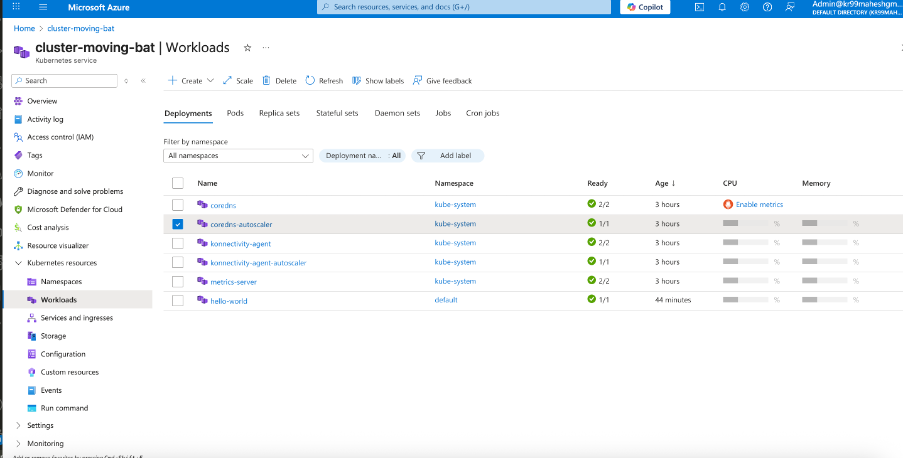 Microsoft Azure
Search resources, services, and docs (G+/)
Copilot
Admin@kr99maheshgm...
DEFAULT DIRECTORY (KR99MAH...
Home > cluster-moving-bat
cluster-moving-bat | Workloads
Kubernetes service
Search
Create
Scale
Delete
Refresh
Show labels
Give feedback
Overview
Activity log
Access control (IAM)
Tags
Monitor
Diagnose and solve problems
Microsoft Defender for Cloud
Cost analysis
Resource visualizer
Kubernetes resources
Namespaces
Workloads
Services and ingresses
Storage
Configuration
Custom resources
Events
Run command
Settings
Monitoring
Deployments Pods Replica sets Stateful sets Daemon sets Jobs Cron jobs
Filter by namespace
All namespaces
Deployment na... : All
Add label
Name Namespace Ready Age ↓ CPU Memory
coredns kube-system 2/2 3 hours Enable metrics
coredns-autoscaler kube-system 1/1 3 hours % %
konnectivity-agent kube-system 2/2 3 hours % %
konnectivity-agent-autoscaler kube-system 1/1 3 hours % %
metrics-server kube-system 2/2 3 hours % %
hello-world default 1/1 44 minutes % %